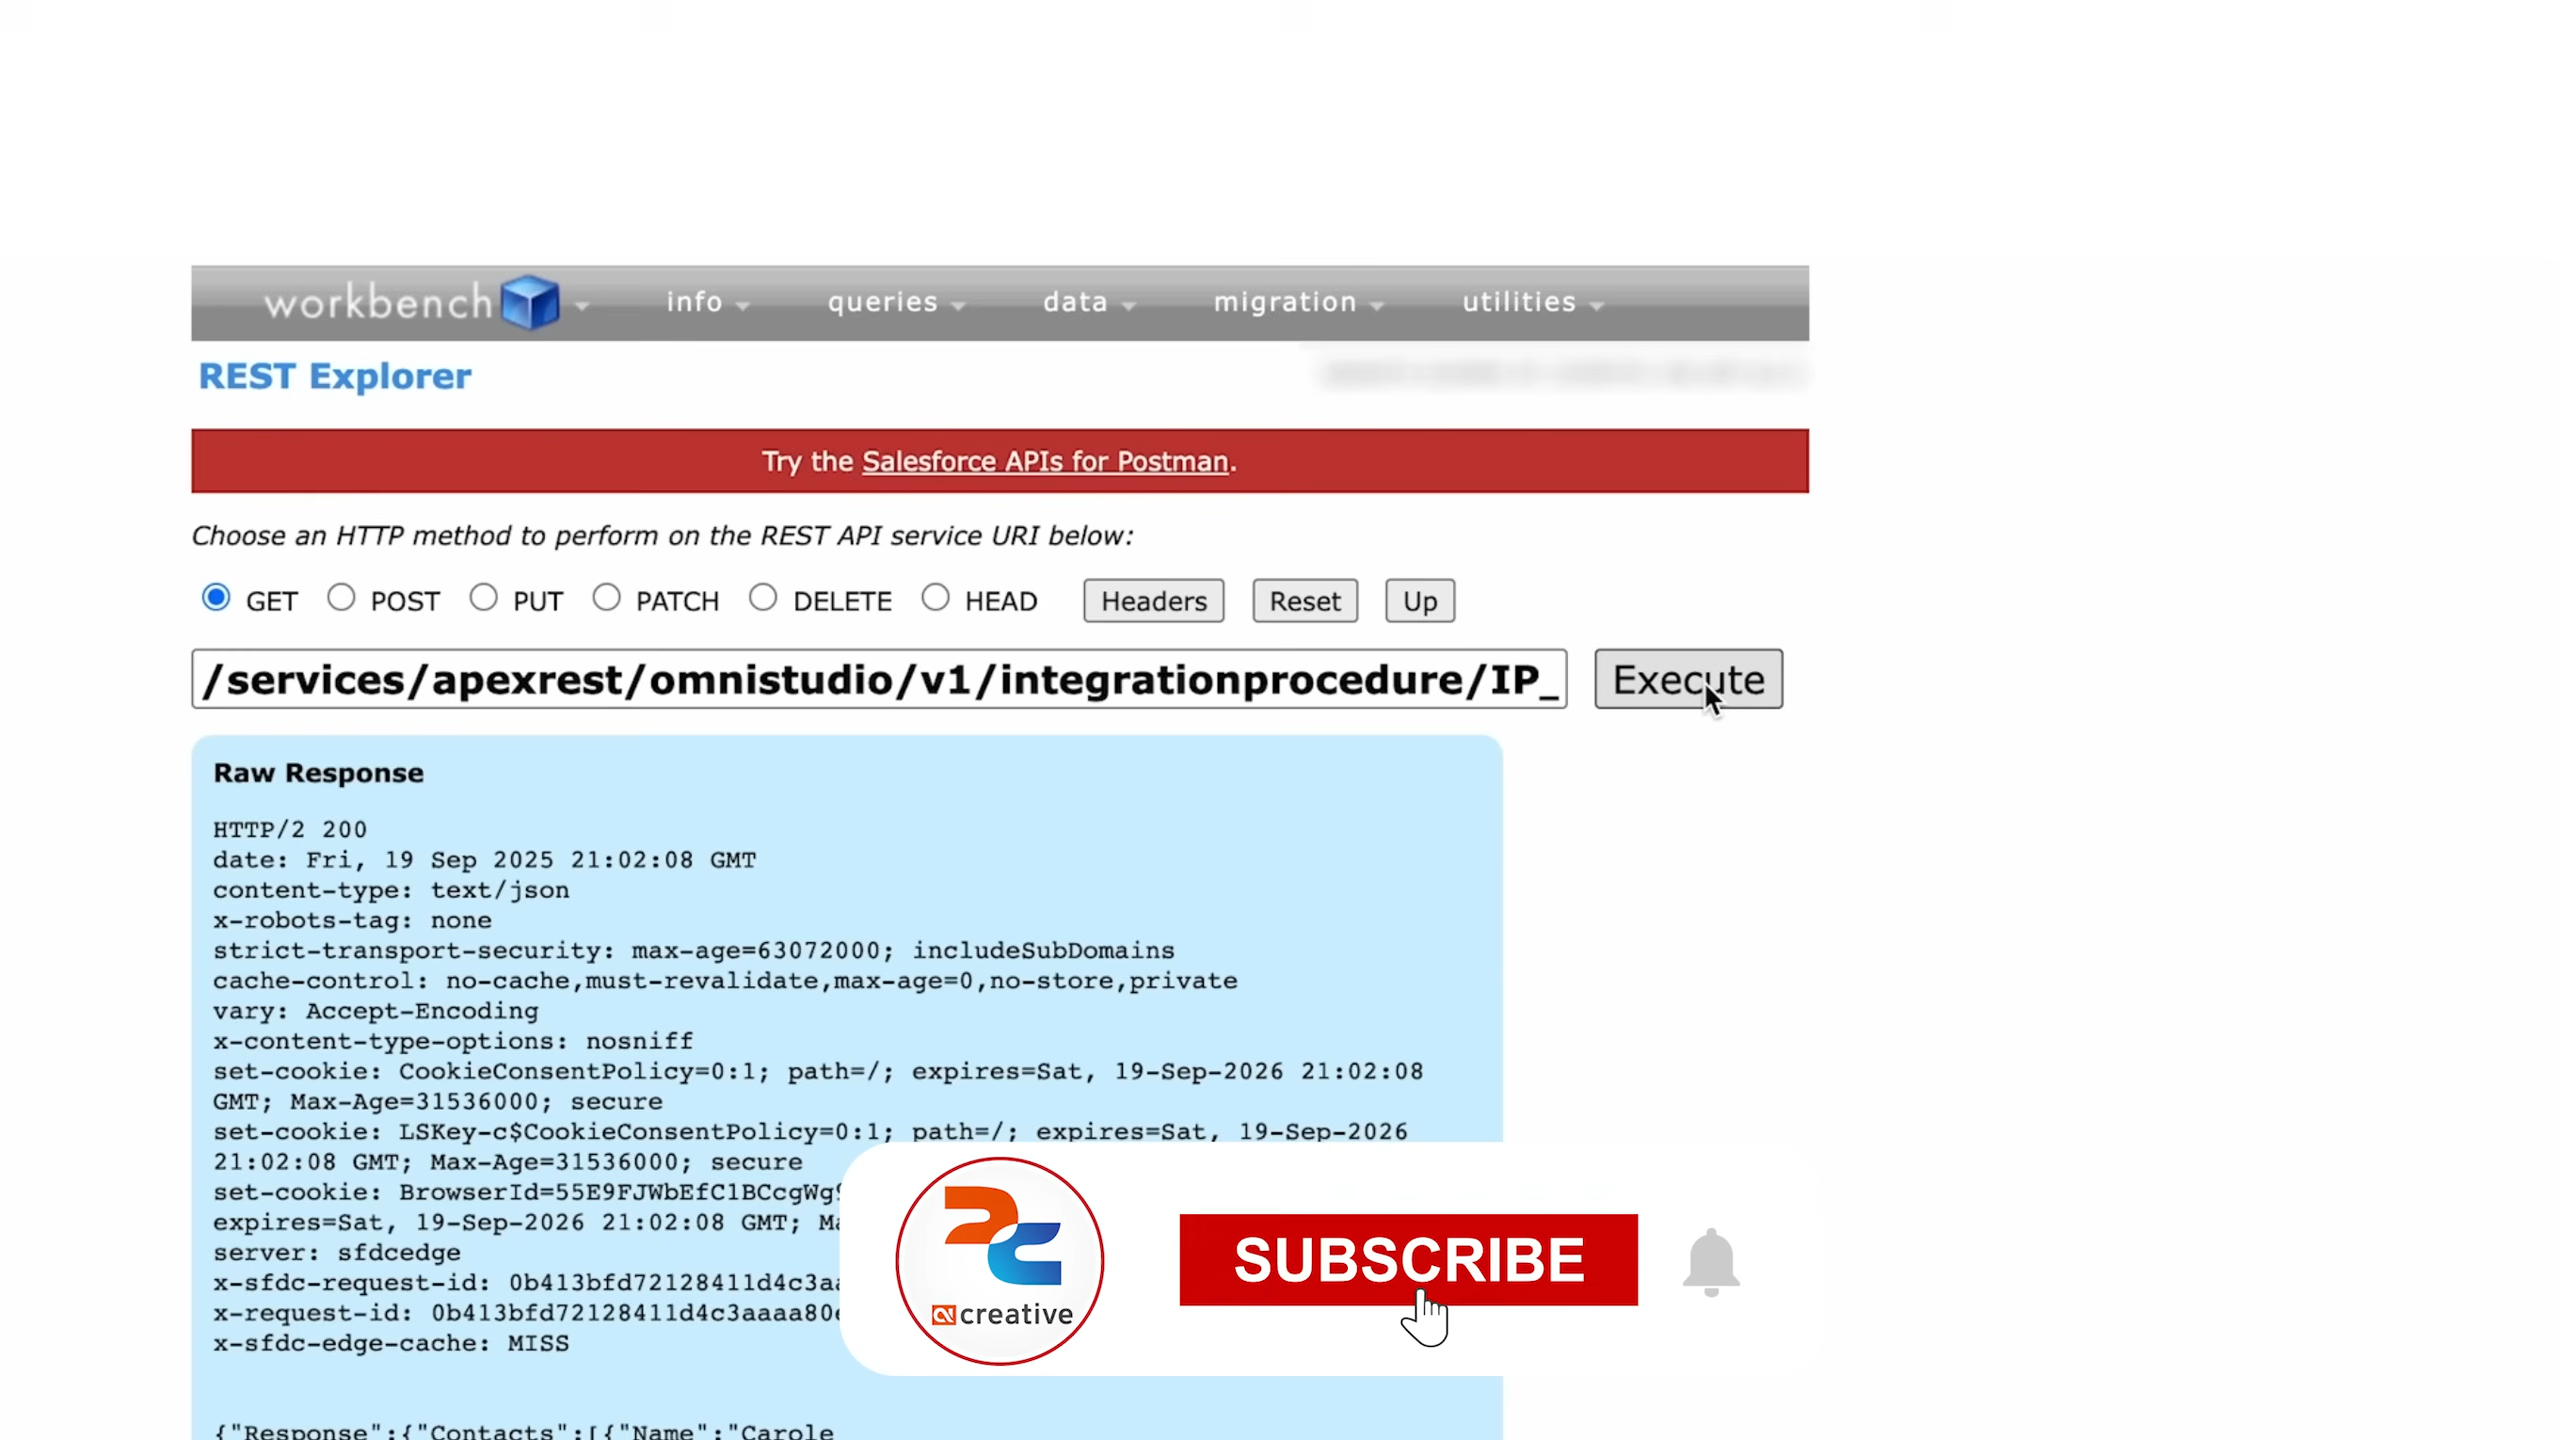 workbench info queries data migration utilities
REST Explorer
Try the Salesforce APIs for Postman.
Choose an HTTP method to perform on the REST API service URI below:
GET POST PUT PATCH DELETE HEAD Headers Reset Up
/services/apexrest/omnistudio/v1/integrationprocedure/IP_ Execute
Raw Response
HTTP/2 200
date: Fri, 19 Sep 2025 21:02:08 GMT
content-type: text/json
x-robots-tag: none
strict-transport-security: max-age=63072000; includeSubDomains
cache-control: no-cache,must-revalidate,max-age=0,no-store,private
vary: Accept-Encoding
x-content-type-options: nosniff
set-cookie: CookieConsentPolicy=0:1; path=/; expires=Sat, 19-Sep-2026 21:02:08
GMT; Max-Age=31536000; secure
set-cookie: LSKey-c$CookieConsentPolicy=0:1; path=/; expires=Sat, 19-Sep-2026
21:02:08 GMT; Max-Age=31536000; secure
set-cookie: BrowserId=55E9FJWbEfC1BCcgWg
expires=Sat, 19-Sep-2026 21:02:08 GMT;
server: sfdcedge
x-sfdc-request-id: 0b413bfd72128411d4c3a
x-request-id: 0b413bfd72128411d4c3aaaa80
x-sfdc-edge-cache: MISS
{"Response":{"Contacts":[{"Name":"Carole
creative
SUBSCRIBE